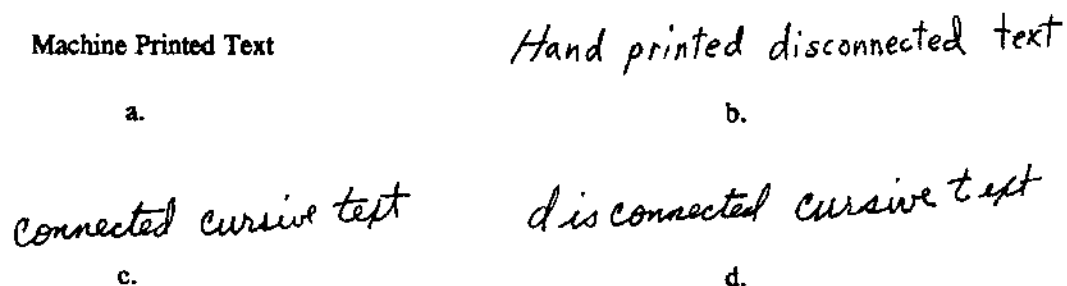 Machine Printed Text
Hand printed disconnected text
a.
b.
connected cursive text
disconnected cursive text
c.
d.